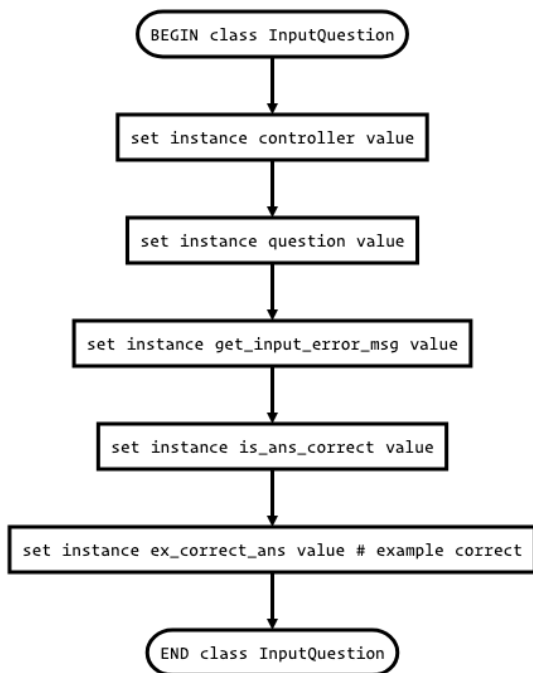 BEGIN class InputQuestion
set instance controller value
set instance question value
set instance get_input_error_msg value
set instance is_ans_correct value
set instance ex_correct_ans value # example correct
END class InputQuestion